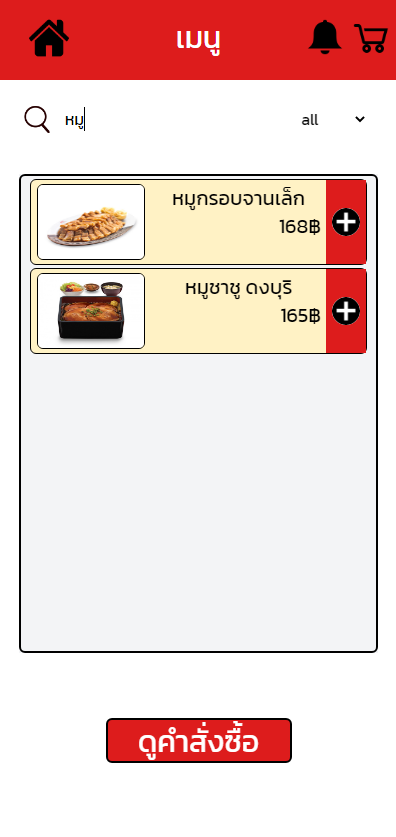 เมนู
หมู all
หมูกรอบจานเล็ก
168฿
หมูชาชู ดงบุริ
165฿
ดูคำสั่งซื้อ